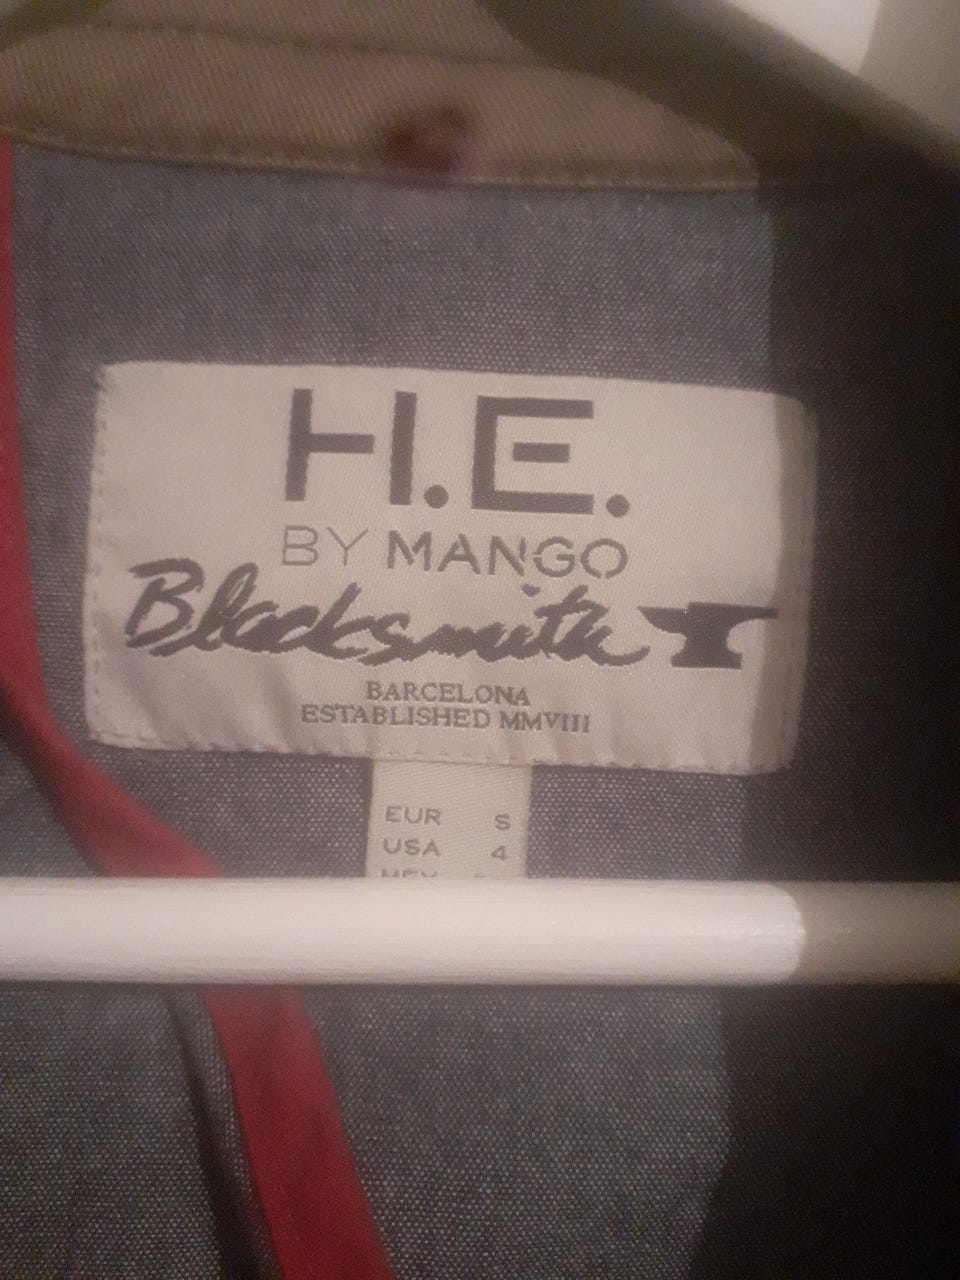 H.E.
BY MANGO
Blacksmith
BARCELONA
ESTABLISHED MMVIII
EUR S
USA 4